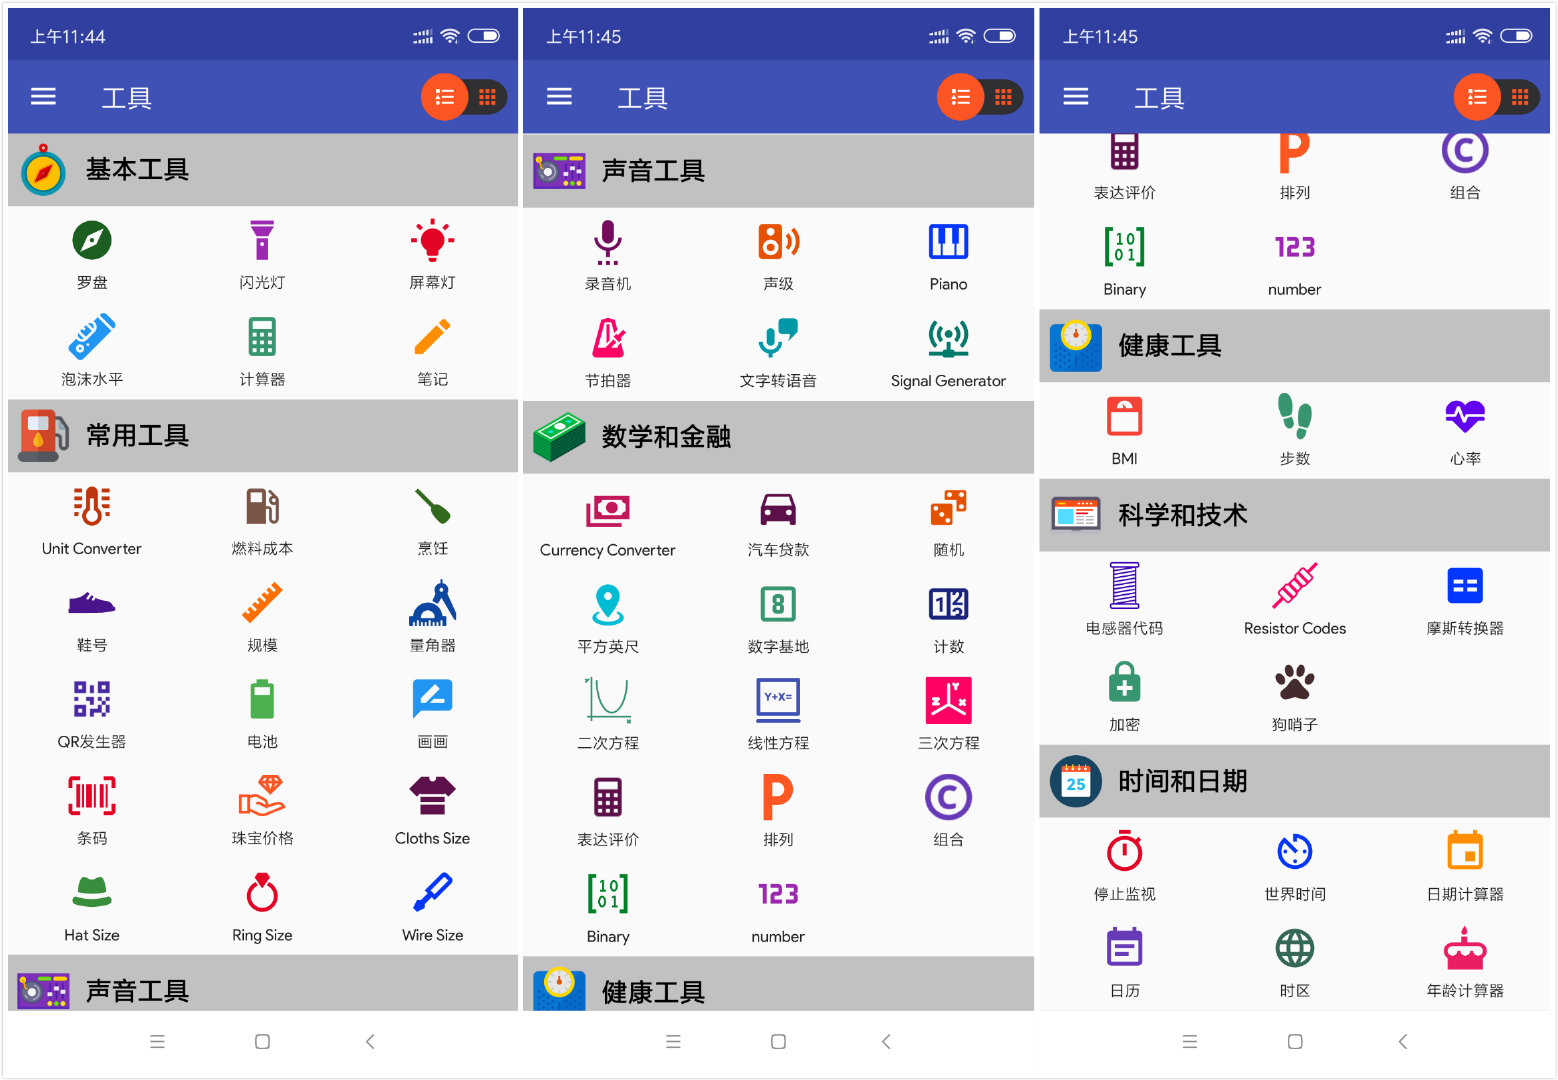 上午11:44
工具
基本工具
罗盘 闪光灯 屏幕灯
泡沫水平 计算器 笔记
常用工具
Unit Converter 燃料成本 烹饪
鞋号 规模 量角器
QR发生器 电池 画画
条码 珠宝价格 Cloths Size
Hat Size Ring Size Wire Size
声音工具
上午11:45
工具
声音工具
录音机 声级 Piano
节拍器 文字转语音 Signal Generator
数学和金融
Currency Converter 汽车贷款 随机
8
1 2 3
平方英尺 数字基地 计数
Y+X=
Y Z X
二次方程 线性方程 三次方程
P C
表达评价 排列 组合
10
01
123
Binary number
健康工具
上午11:45
工具
P C
表达评价 排列 组合
10
01
123
Binary number
健康工具
BMI 步数 心率
科学和技术
电感器代码 Resistor Codes 摩斯转换器
加密 狗哨子
25
时间和日期
停止监视 世界时间 日期计算器
日历 时区 年龄计算器